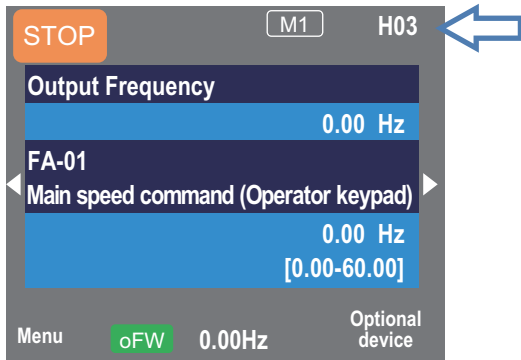 STOP M1 H03
Output Frequency
0.00 Hz
FA-01
Main speed command (Operator keypad)
0.00 Hz
[0.00-60.00]
Menu oFW 0.00Hz Optional
device